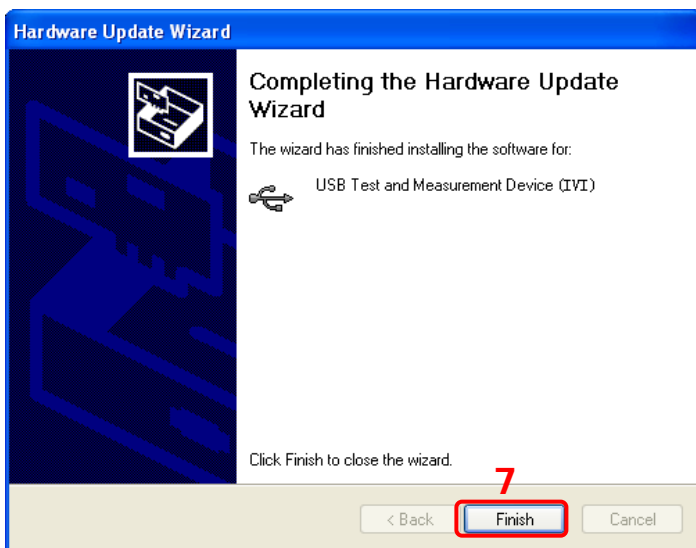 Hardware Update Wizard
Completing the Hardware Update
Wizard
The wizard has finished installing the software for:
USB Test and Measurement Device (IVI)
Click Finish to close the wizard.
7
< Back Finish Cancel